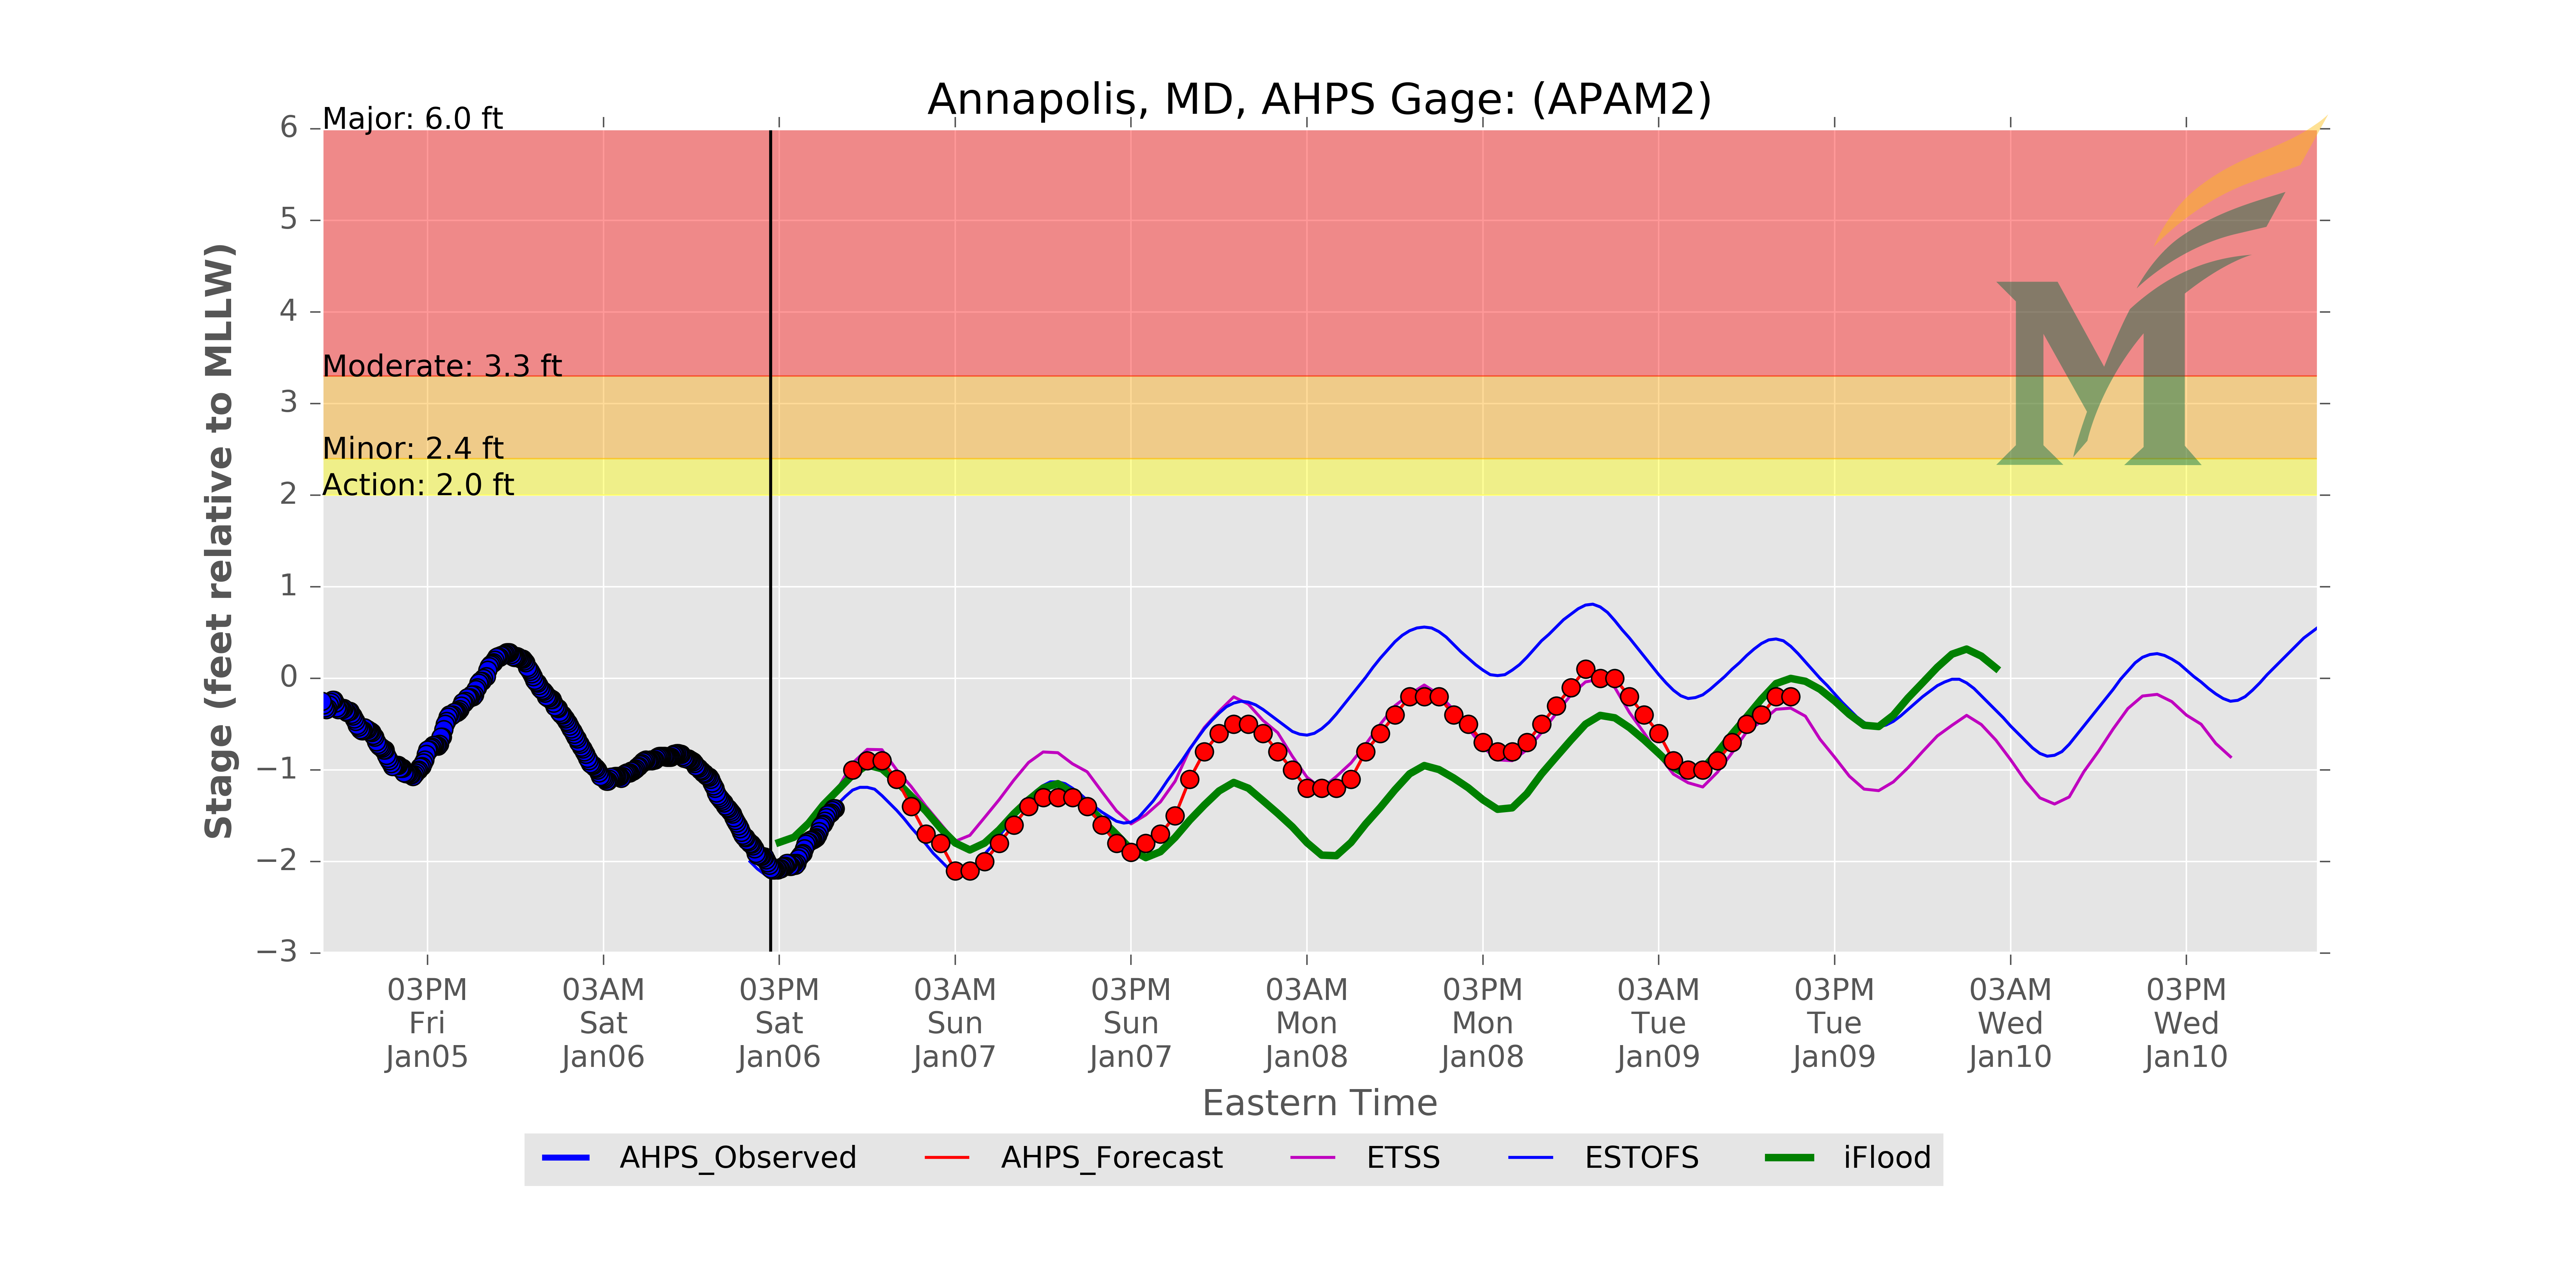 Annapolis, MD, AHPS Gage: (APAM2)
Major: 6.0 ft
Moderate: 3.3 ft
Minor: 2.4 ft
Action: 2.0 ft
6
5
4
3
2
1
0
−1
−2
−3
Stage (feet relative to MLLW)
03PM 03AM 03PM 03AM 03PM 03AM 03PM 03AM 03PM 03AM 03PM
Fri Sat Sat Sun Sun Mon Mon Tue Tue Wed Wed
Jan05 Jan06 Jan06 Jan07 Jan07 Jan08 Jan08 Jan09 Jan09 Jan10 Jan10
Eastern Time
AHPS_Observed AHPS_Forecast ETSS ESTOFS iFlood
M